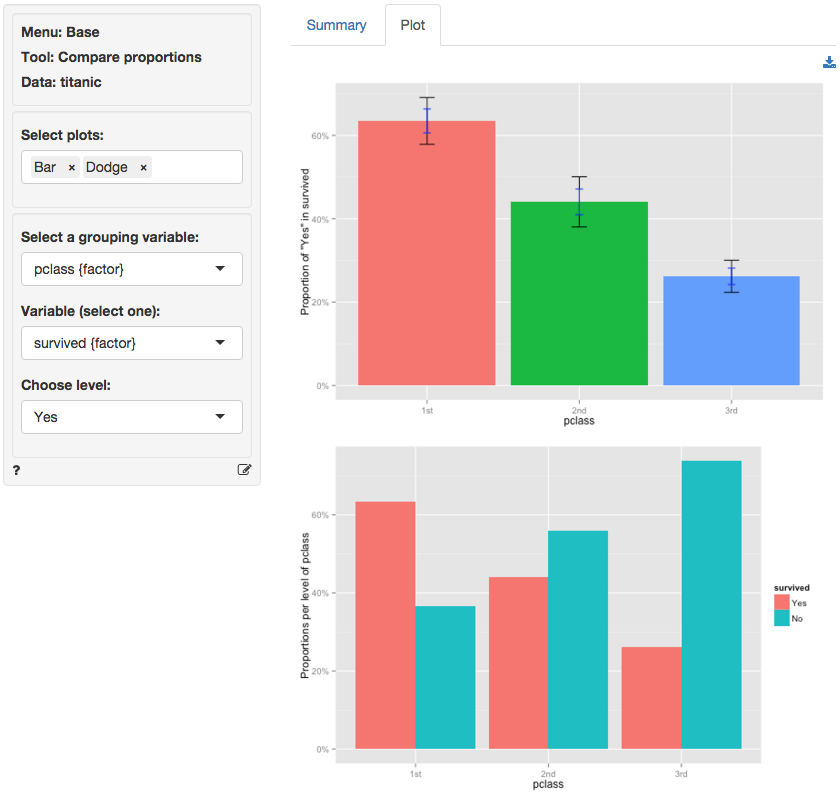 Menu: Base
Tool: Compare proportions
Data: titanic
Select plots:
Bar × Dodge ×
Select a grouping variable:
pclass {factor}
Variable (select one):
survived {factor}
Choose level:
Yes
?
Summary Plot
Proportion of "Yes" in survived
60%
40%
20%
0%
1st 2nd 3rd
pclass
Proportions per level of pclass
60%
40%
20%
0%
1st 2nd 3rd
pclass
survived
Yes
No